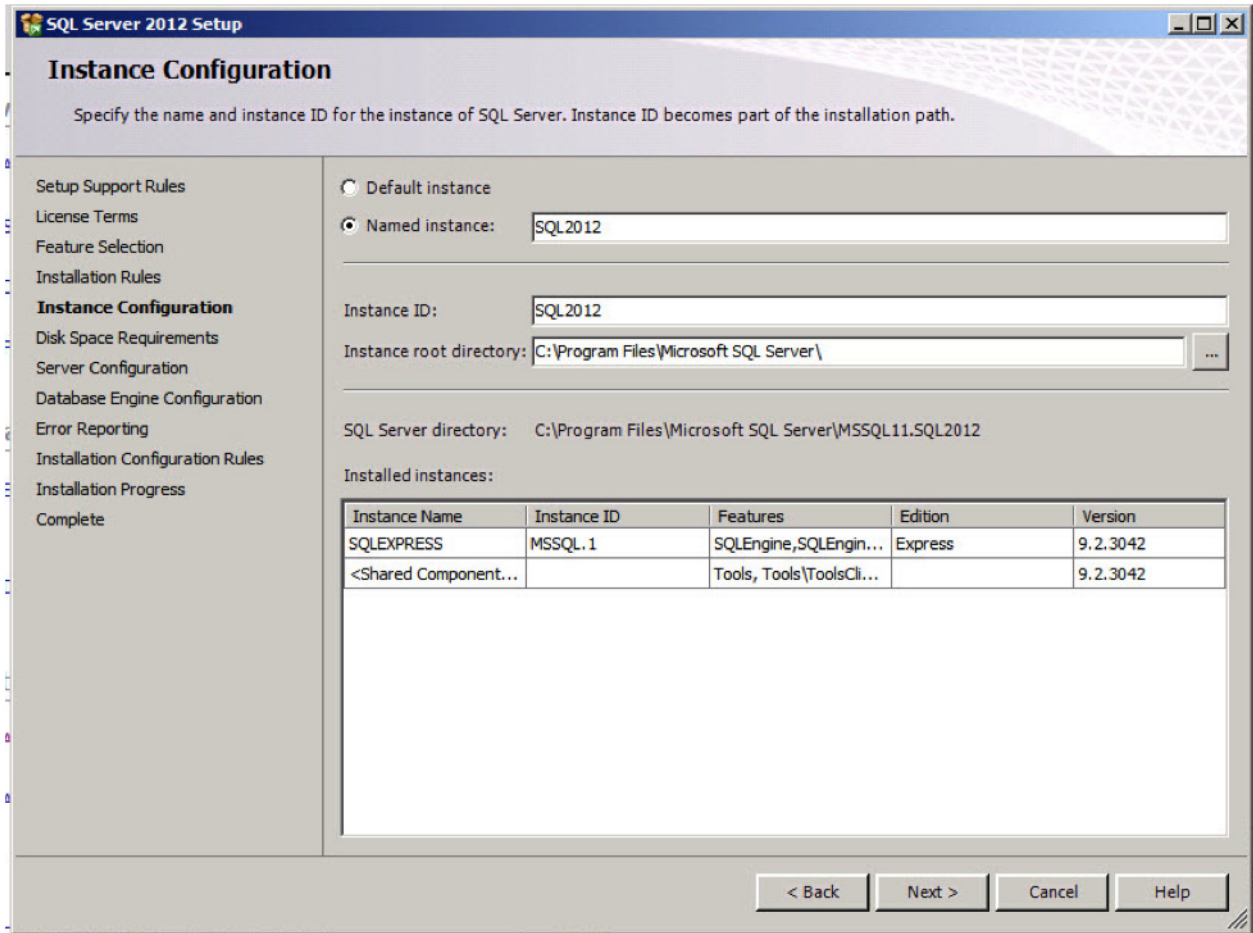 SQL Server 2012 Setup
Instance Configuration
Specify the name and instance ID for the instance of SQL Server. Instance ID becomes part of the installation path.
Setup Support Rules
License Terms
Feature Selection
Installation Rules
Instance Configuration
Disk Space Requirements
Server Configuration
Database Engine Configuration
Error Reporting
Installation Configuration Rules
Installation Progress
Complete
Default instance
Named instance: SQL2012
Instance ID: SQL2012
Instance root directory: C:\Program Files\Microsoft SQL Server\ ...
SQL Server directory: C:\Program Files\Microsoft SQL Server\MSSQL11.SQL2012
Installed instances:
Instance Name Instance ID Features Edition Version
SQLEXPRESS MSSQL.1 SQLEngine,SQLEngin... Express 9.2.3042
<Shared Component... Tools, Tools\ToolsCli... 9.2.3042
< Back Next > Cancel Help